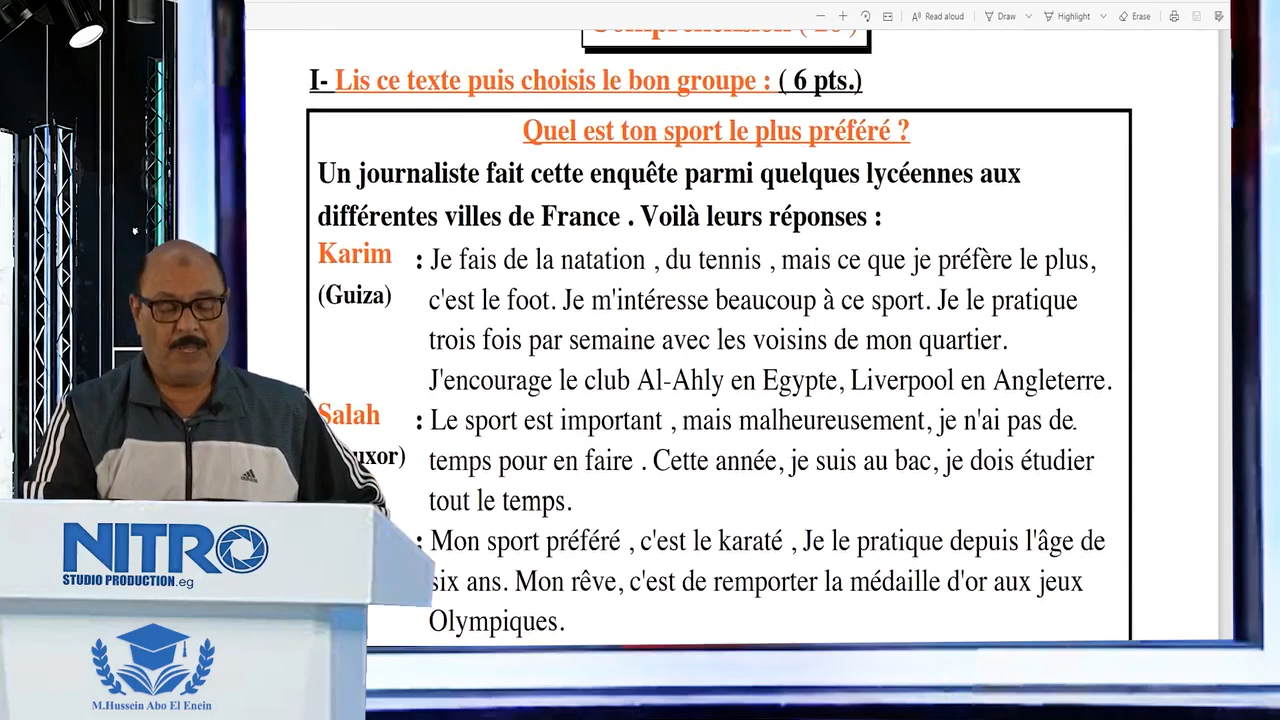 Read aloud
Draw
Highlight
Erase
I- Lis ce texte puis choisis le bon groupe : ( 6 pts.)
Quel est ton sport le plus préféré ?
Un journaliste fait cette enquête parmi quelques lycéennes aux
différentes villes de France . Voilà leurs réponses :
Karim : Je fais de la natation , du tennis , mais ce que je préfère le plus,
(Guiza) c'est le foot. Je m'intéresse beaucoup à ce sport. Je le pratique
trois fois par semaine avec les voisins de mon quartier.
J'encourage le club Al-Ahly en Egypte, Liverpool en Angleterre.
Salah : Le sport est important , mais malheureusement, je n'ai pas de
temps pour en faire . Cette année, je suis au bac, je dois étudier
tout le temps.
: Mon sport préféré , c'est le karaté , Je le pratique depuis l'âge de
six ans. Mon rêve, c'est de remporter la médaille d'or aux jeux
Olympiques.
adidas
NITRO
STUDIO PRODUCTION.eg
M.Hussein Abo El Enein